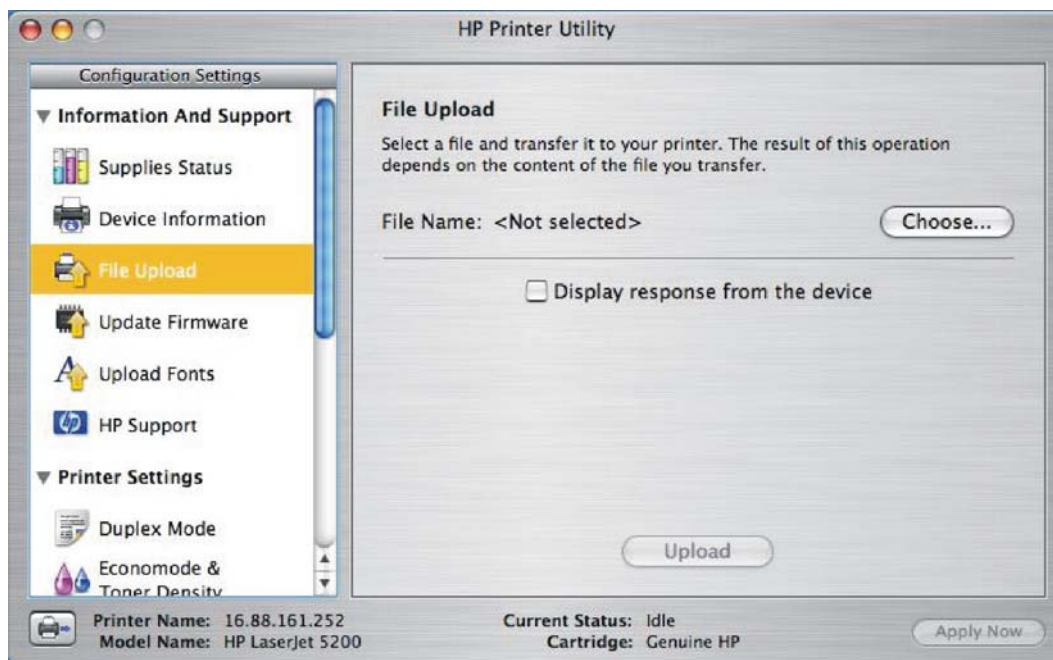 HP Printer Utility
Configuration Settings
Information And Support
Supplies Status
Device Information
File Upload
Update Firmware
Upload Fonts
HP Support
Printer Settings
Duplex Mode
Economode &
Toner Density
File Upload
Select a file and transfer it to your printer. The result of this operation
depends on the content of the file you transfer.
File Name: <Not selected>
Choose...
Display response from the device
Upload
Printer Name: 16.88.161.252
Model Name: HP LaserJet 5200
Current Status: Idle
Cartridge: Genuine HP
Apply Now